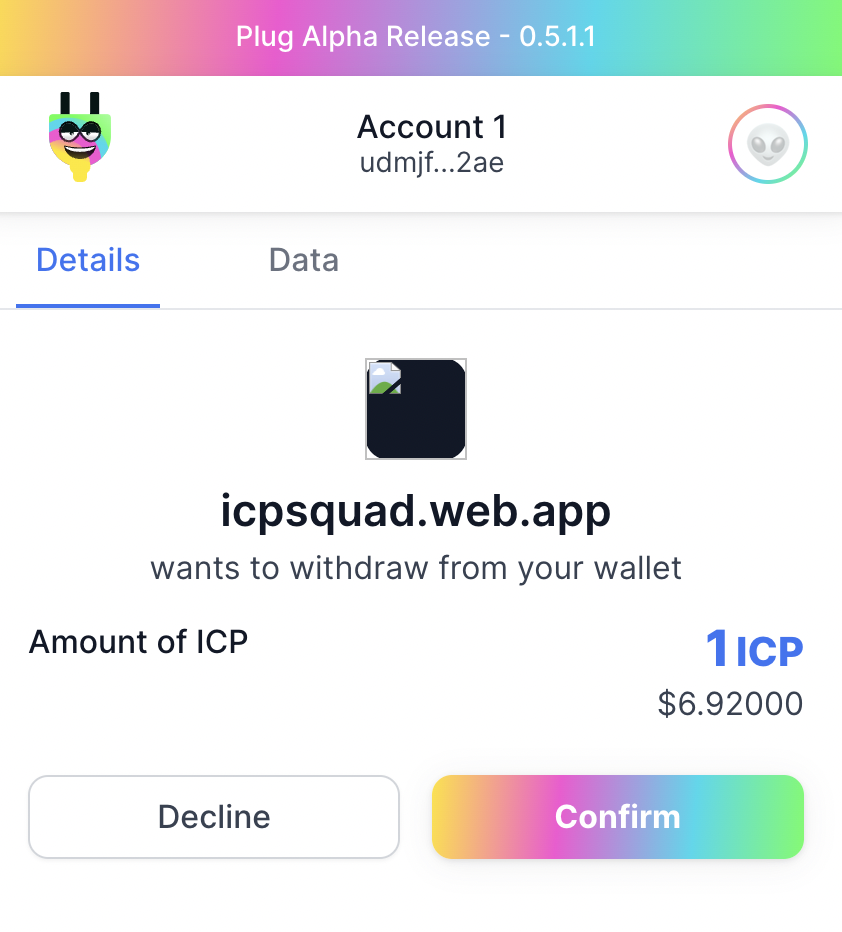 Plug Alpha Release - 0.5.1.1
Account 1
udmjf...2ae
Details
Data
icpsquad.web.app
wants to withdraw from your wallet
Amount of ICP
1 ICP
$6.92000
Decline
Confirm